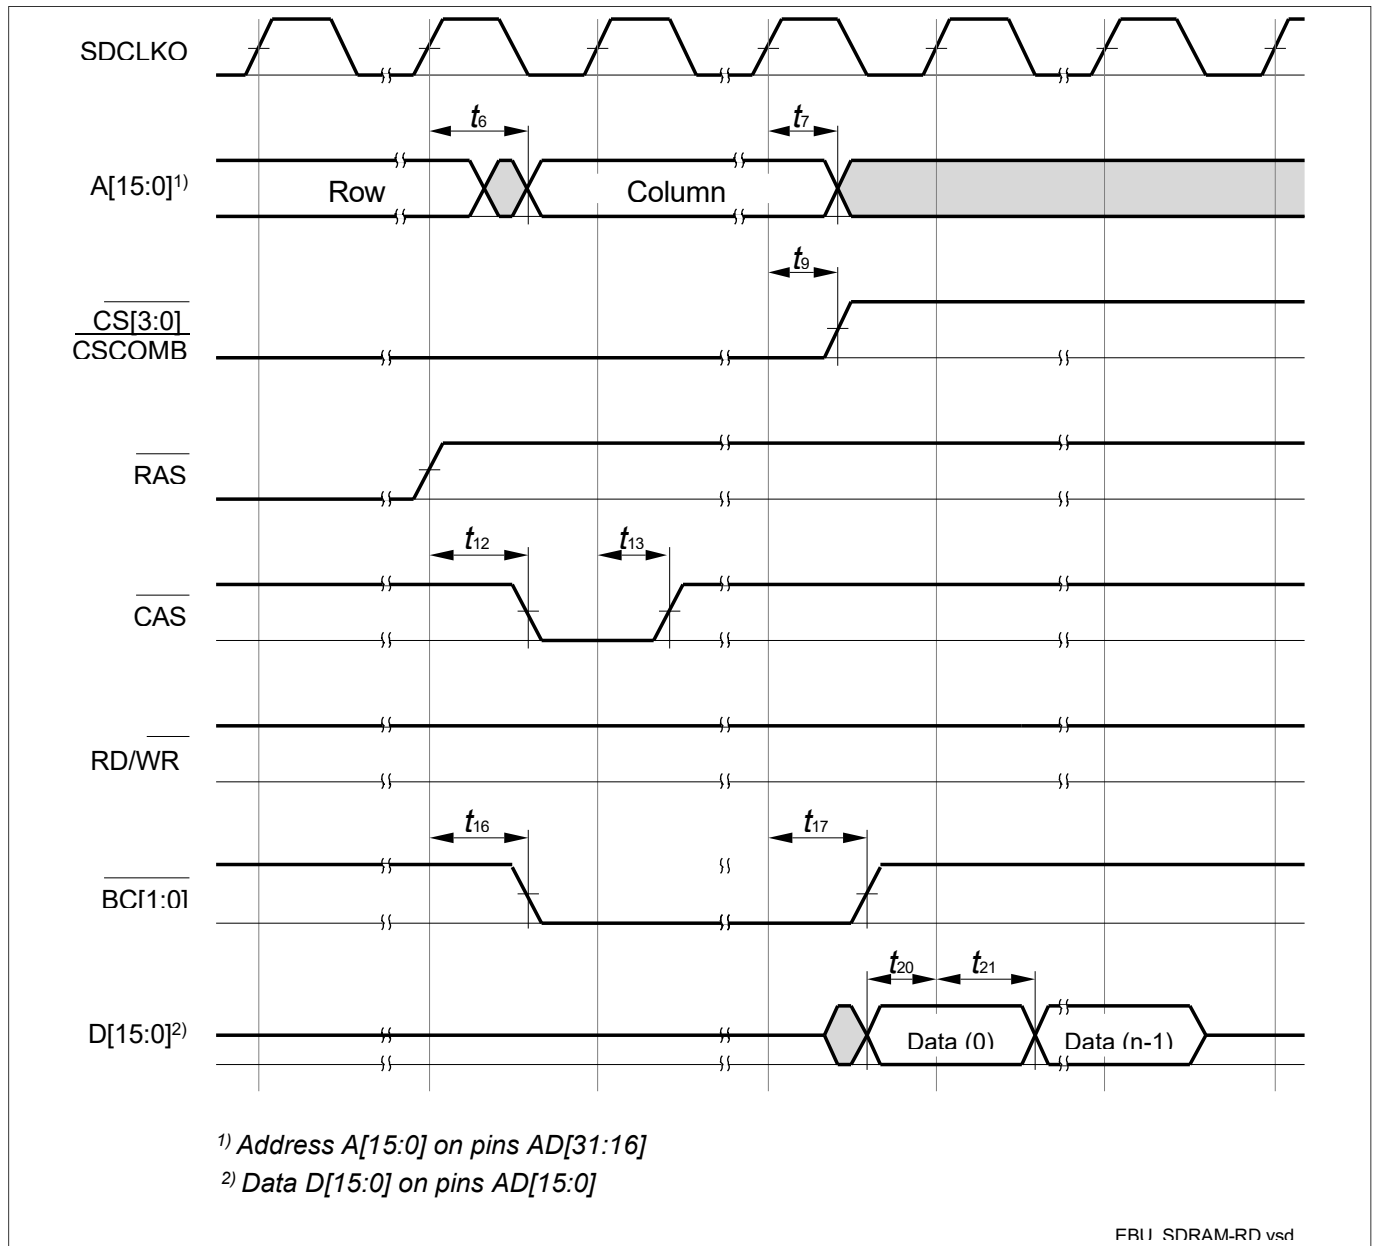 SDCLKO
t6
t7
A[15:0]1)
Row
Column
t9
CS[3:0]
CSCOMB
RAS
t12
t13
CAS
RD/WR
t16
t17
BC[1:0]
t20
t21
D[15:0]2)
Data (0)
Data (n-1)
1) Address A[15:0] on pins AD[31:16]
2) Data D[15:0] on pins AD[15:0]
EBU_SDRAM-RD.vsd